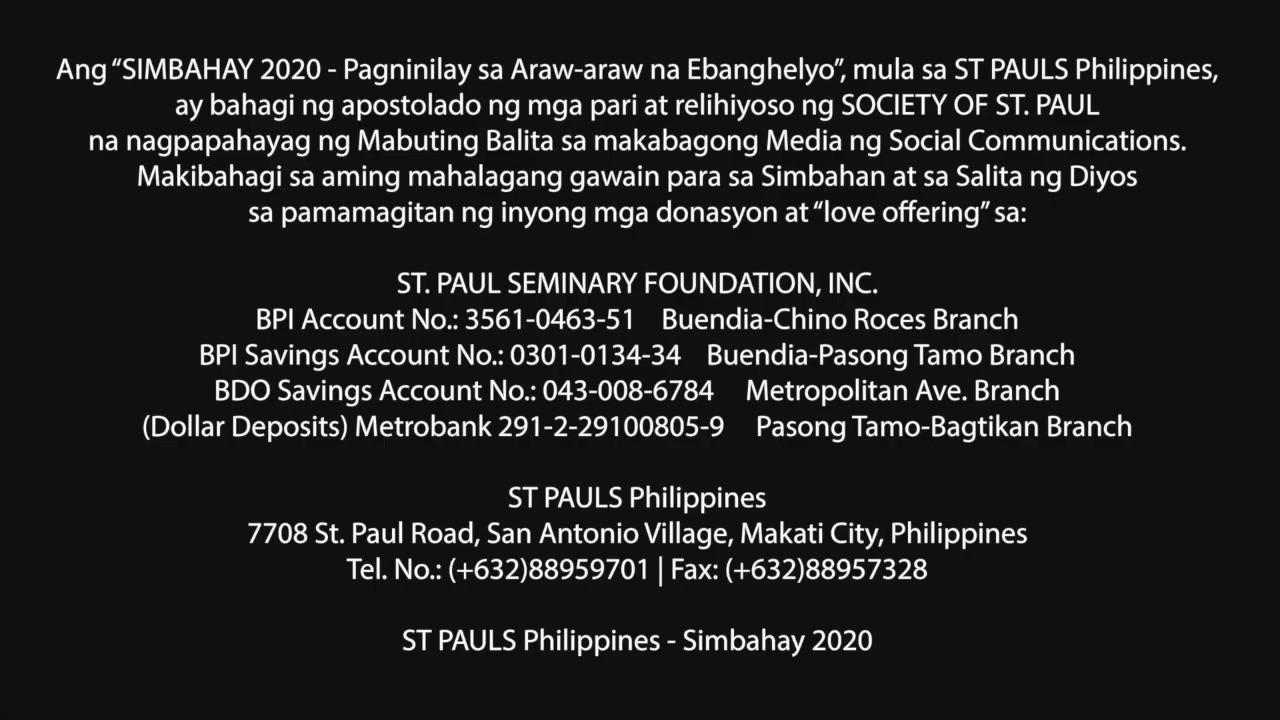 Ang “SIMBAHAY 2020 - Pagninilay sa Araw-araw na Ebanghelyo”, mula sa ST PAULS Philippines,
ay bahagi ng apostolado ng mga pari at relihiyoso ng SOCIETY OF ST. PAUL
na nagpapahayag ng Mabuting Balita sa makabagong Media ng Social Communications.
Makibahagi sa aming mahalagang gawain para sa Simbahan at sa Salita ng Diyos
sa pamamagitan ng inyong mga donasyon at “love offering” sa:
ST. PAUL SEMINARY FOUNDATION, INC.
BPI Account No.: 3561-0463-51 Buendia-Chino Roces Branch
BPI Savings Account No.: 0301-0134-34 Buendia-Pasong Tamo Branch
BDO Savings Account No.: 043-008-6784 Metropolitan Ave. Branch
(Dollar Deposits) Metrobank 291-2-29100805-9 Pasong Tamo-Bagtikan Branch
ST PAULS Philippines
7708 St. Paul Road, San Antonio Village, Makati City, Philippines
Tel. No.: (+632)88959701 | Fax: (+632)88957328
ST PAULS Philippines - Simbahay 2020